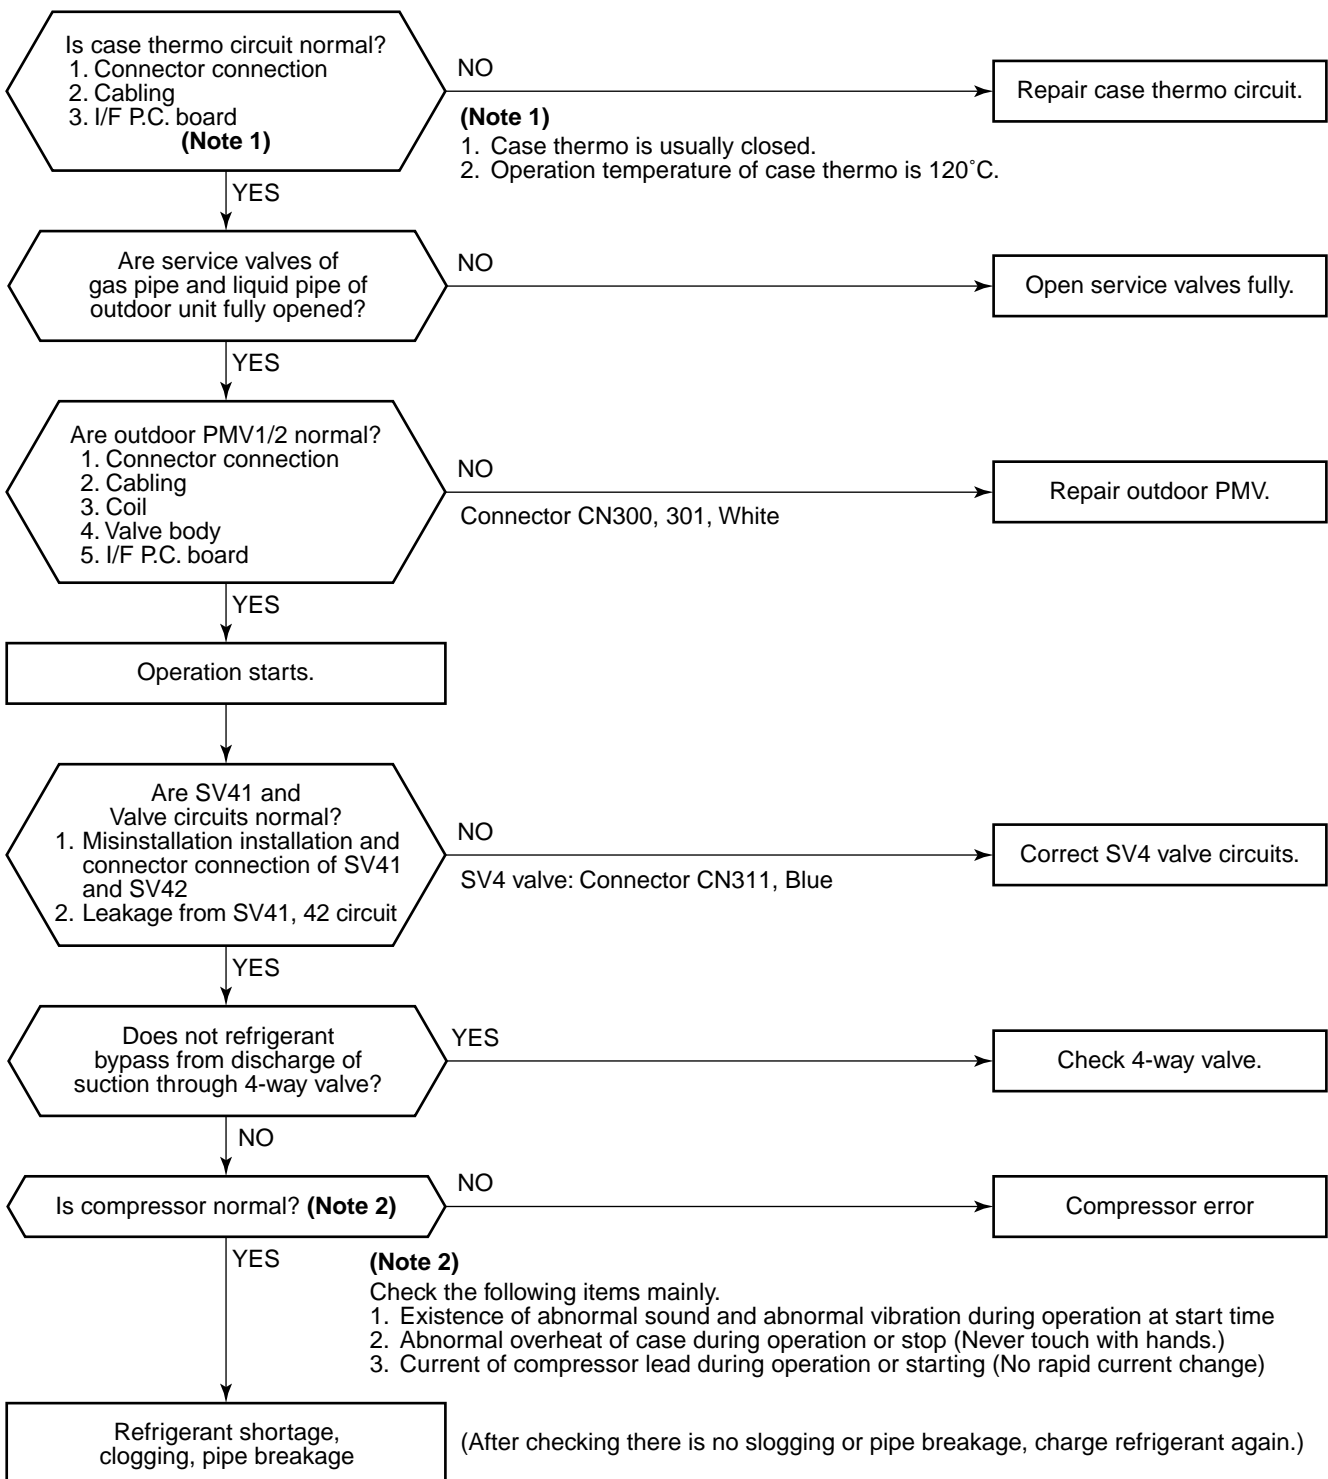 Is case thermo circuit normal?
1. Connector connection
2. Cabling
3. I/F P.C. board
(Note 1)
NO
Repair case thermo circuit.
(Note 1)
1. Case thermo is usually closed.
2. Operation temperature of case thermo is 120˚C.
YES
Are service valves of
gas pipe and liquid pipe of
outdoor unit fully opened?
NO
Open service valves fully.
YES
Are outdoor PMV1/2 normal?
1. Connector connection
2. Cabling
3. Coil
4. Valve body
5. I/F P.C. board
NO
Connector CN300, 301, White
Repair outdoor PMV.
YES
Operation starts.
Are SV41 and
Valve circuits normal?
1. Misinstallation installation and
connector connection of SV41
and SV42
2. Leakage from SV41, 42 circuit
NO
SV4 valve: Connector CN311, Blue
Correct SV4 valve circuits.
YES
Does not refrigerant
bypass from discharge of
suction through 4-way valve?
YES
Check 4-way valve.
NO
Is compressor normal? (Note 2)
NO
Compressor error
YES
(Note 2)
Check the following items mainly.
1. Existence of abnormal sound and abnormal vibration during operation at start time
2. Abnormal overheat of case during operation or stop (Never touch with hands.)
3. Current of compressor lead during operation or starting (No rapid current change)
Refrigerant shortage,
clogging, pipe breakage
(After checking there is no slogging or pipe breakage, charge refrigerant again.)